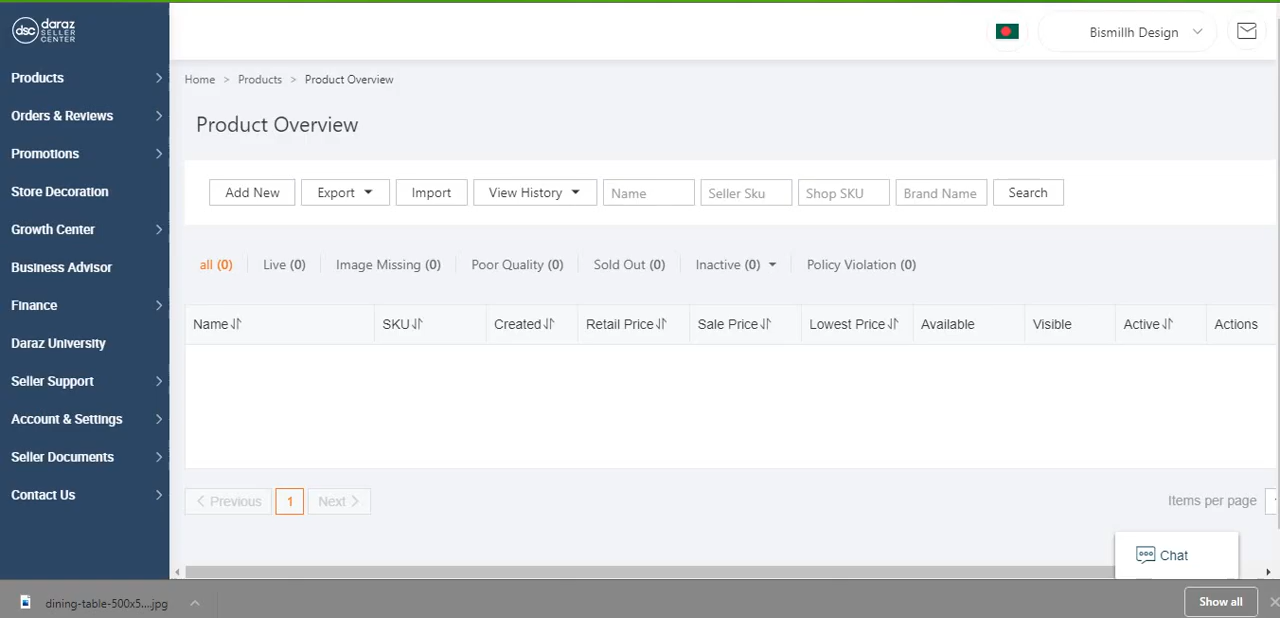 dsc daraz
SELLER
CENTER
Bismillh Design
Products
Orders & Reviews
Promotions
Store Decoration
Growth Center
Business Advisor
Finance
Daraz University
Seller Support
Account & Settings
Seller Documents
Contact Us
Home > Products > Product Overview
Product Overview
Add New Export Import View History Name Seller Sku Shop SKU Brand Name Search
all (0) Live (0) Image Missing (0) Poor Quality (0) Sold Out (0) Inactive (0) Policy Violation (0)
Name SKU Created Retail Price Sale Price Lowest Price Available Visible Active Actions
Previous 1 Next Items per page
Chat
dining-table-500x5....jpg Show all